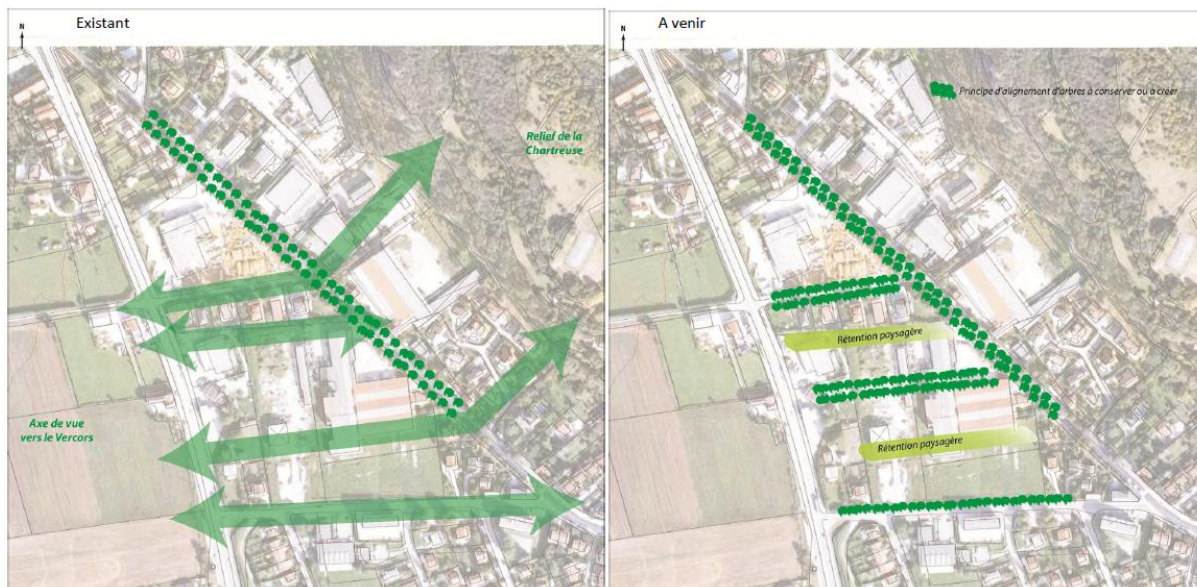 Existant
N
Relief de la
Chartreuse
Axe de vue
vers le Vercors
A venir
N
Principe d'alignement d'arbres à conserver ou a créer
Rétention paysagère
Rétention paysagère